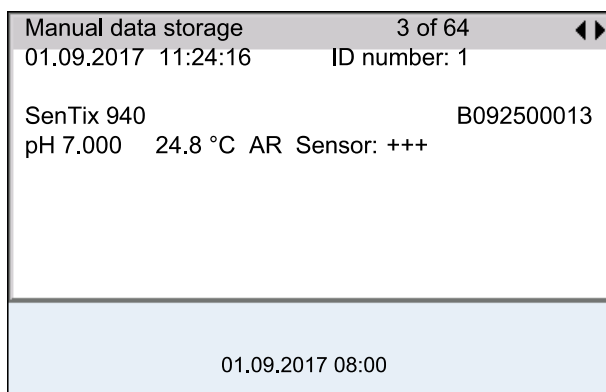 Manual data storage 3 of 64
01.09.2017 11:24:16 ID number: 1
SenTix 940 B092500013
pH 7.000 24.8 °C AR Sensor: +++
01.09.2017 08:00